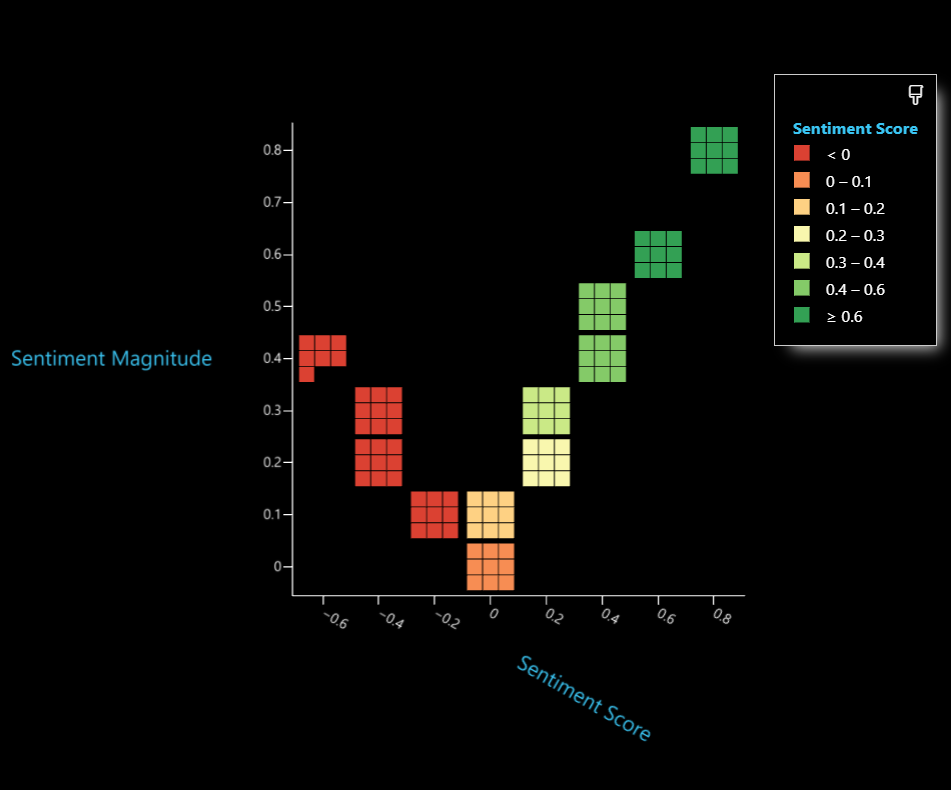 Sentiment Score
< 0
0 – 0.1
0.1 – 0.2
0.2 – 0.3
0.3 – 0.4
0.4 – 0.6
≥ 0.6
0.8
0.7
0.6
0.5
0.4
0.3
0.2
0.1
0
Sentiment Magnitude
−0.6 −0.4 −0.2 0 0.2 0.4 0.6 0.8
Sentiment Score